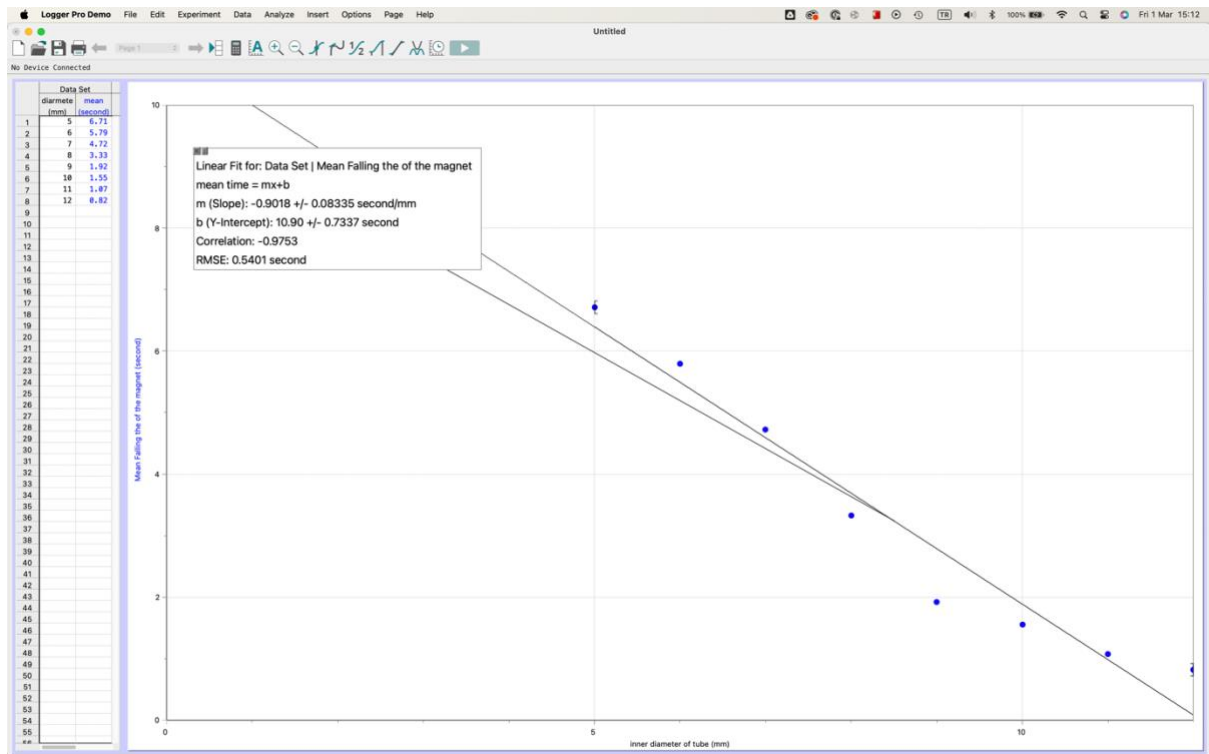 Logger Pro Demo File Edit Experiment Data Analyze Insert Options Page Help TR 100% Fri 1 Mar 15:12
Untitled
Page 1
No Device Connected
Data Set
diarmete mean
(mm) (second)
1 5 6.71
2 6 5.79
3 7 4.72
4 8 3.33
5 9 1.92
6 10 1.55
7 11 1.07
8 12 0.82
9
10
11
12
13
14
15
16
17
18
19
20
21
22
23
24
25
26
27
28
29
30
31
32
33
34
35
36
37
38
39
40
41
42
43
44
45
46
47
48
49
50
51
52
53
54
55
Mean Falling the of the magnet (second)
10
8
6
4
2
0
Linear Fit for: Data Set | Mean Falling the of the magnet
mean time = mx+b
m (Slope): -0.9018 +/- 0.08335 second/mm
b (Y-Intercept): 10.90 +/- 0.7337 second
Correlation: -0.9753
RMSE: 0.5401 second
0 5 10
inner diameter of tube (mm)